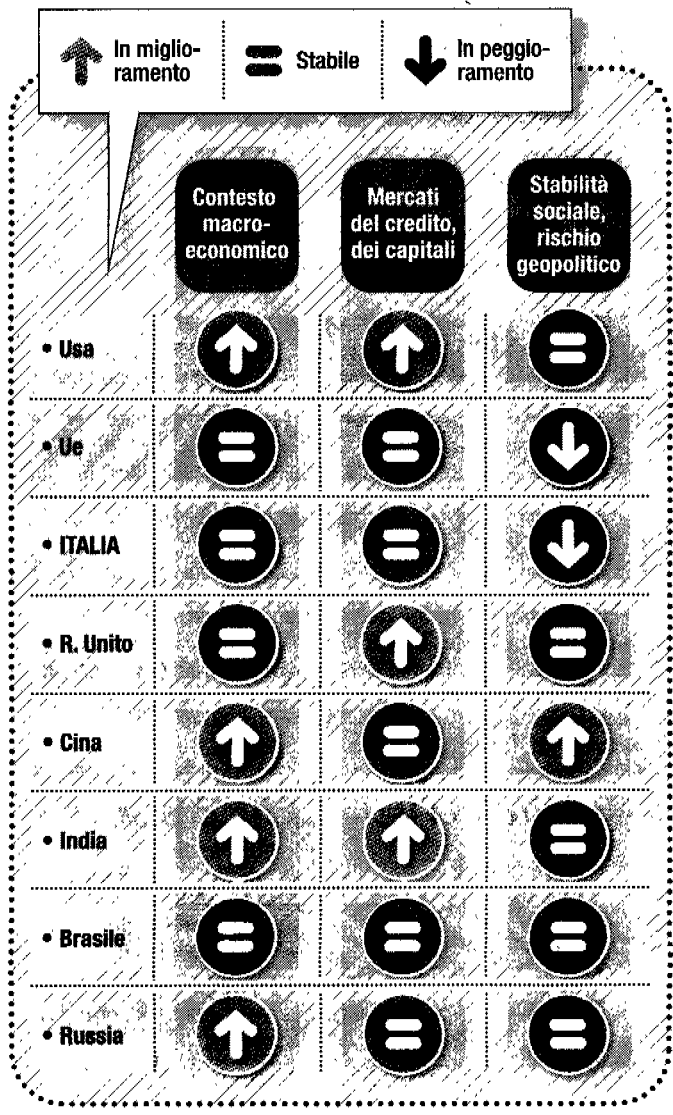 In miglio-
ramento
Stabile
In peggio-
ramento
Contesto
macro-
economico
Mercati
del credito,
dei capitali
Stabilità
sociale,
rischio
geopolitico
• Usa
• Ue
• ITALIA
• R. Unito
• Cina
• India
• Brasile
• Russia